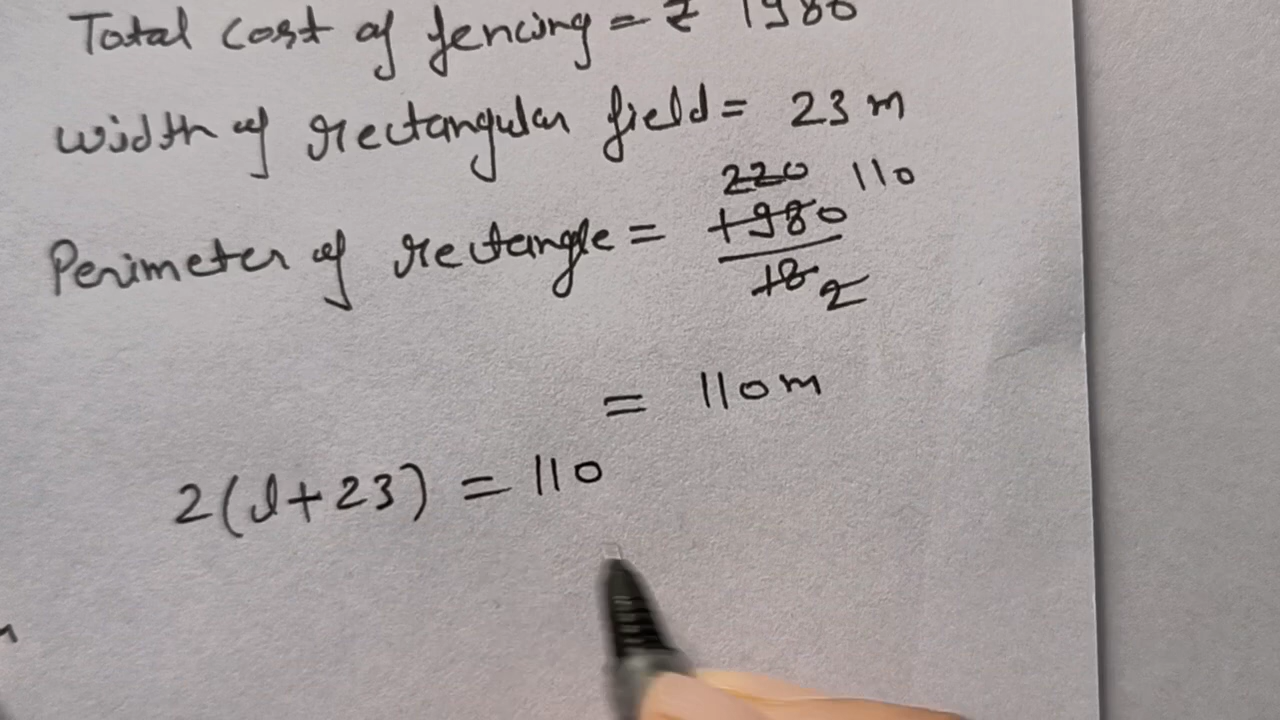 Total cost of fencing = ₹ 1980
Width of rectangular field = 23 m
220 110
Perimeter of rectangle = 1980
18 2
= 110 m
2(l+23) = 110